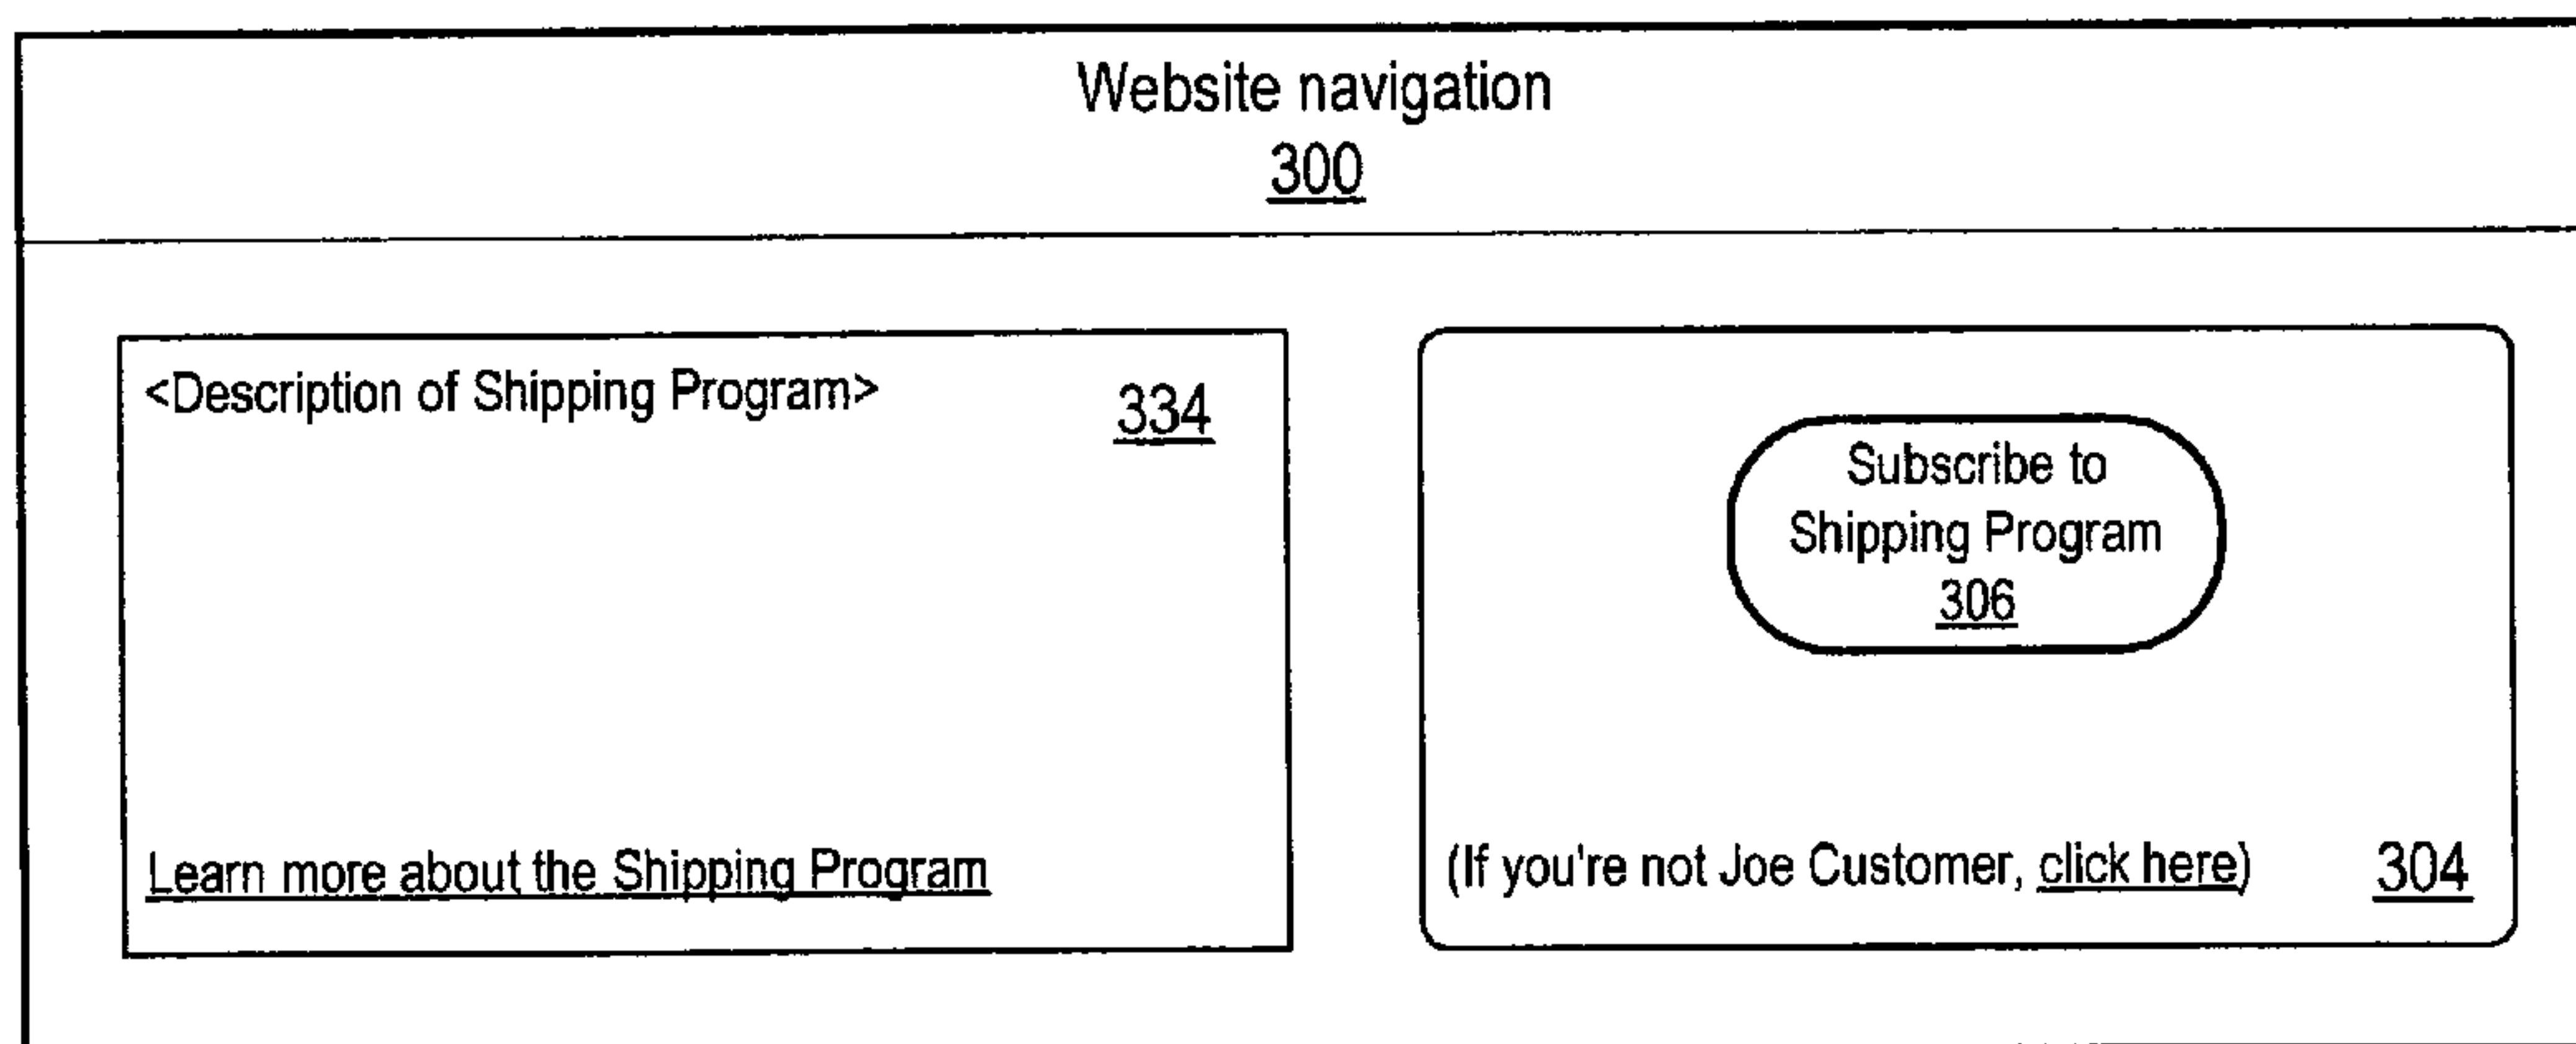 Website navigation
300
<Description of Shipping Program>
334
Learn more about the Shipping Program
Subscribe to
Shipping Program
306
(If you're not Joe Customer, click here)
304